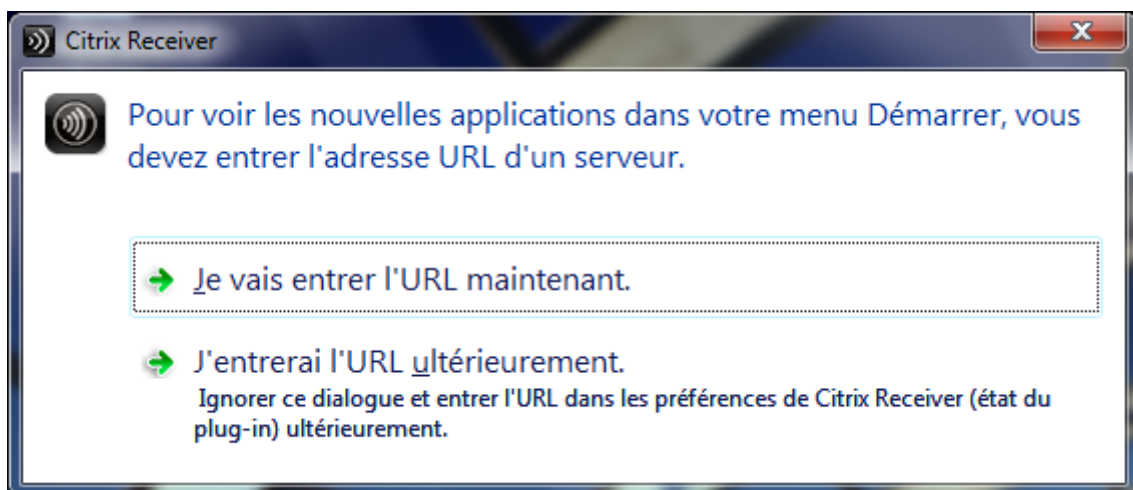 Citrix Receiver
Pour voir les nouvelles applications dans votre menu Démarrer, vous
devez entrer l'adresse URL d'un serveur.
Je vais entrer l'URL maintenant.
J'entrerai l'URL ultérieurement.
Ignorer ce dialogue et entrer l'URL dans les préférences de Citrix Receiver (état du
plug-in) ultérieurement.